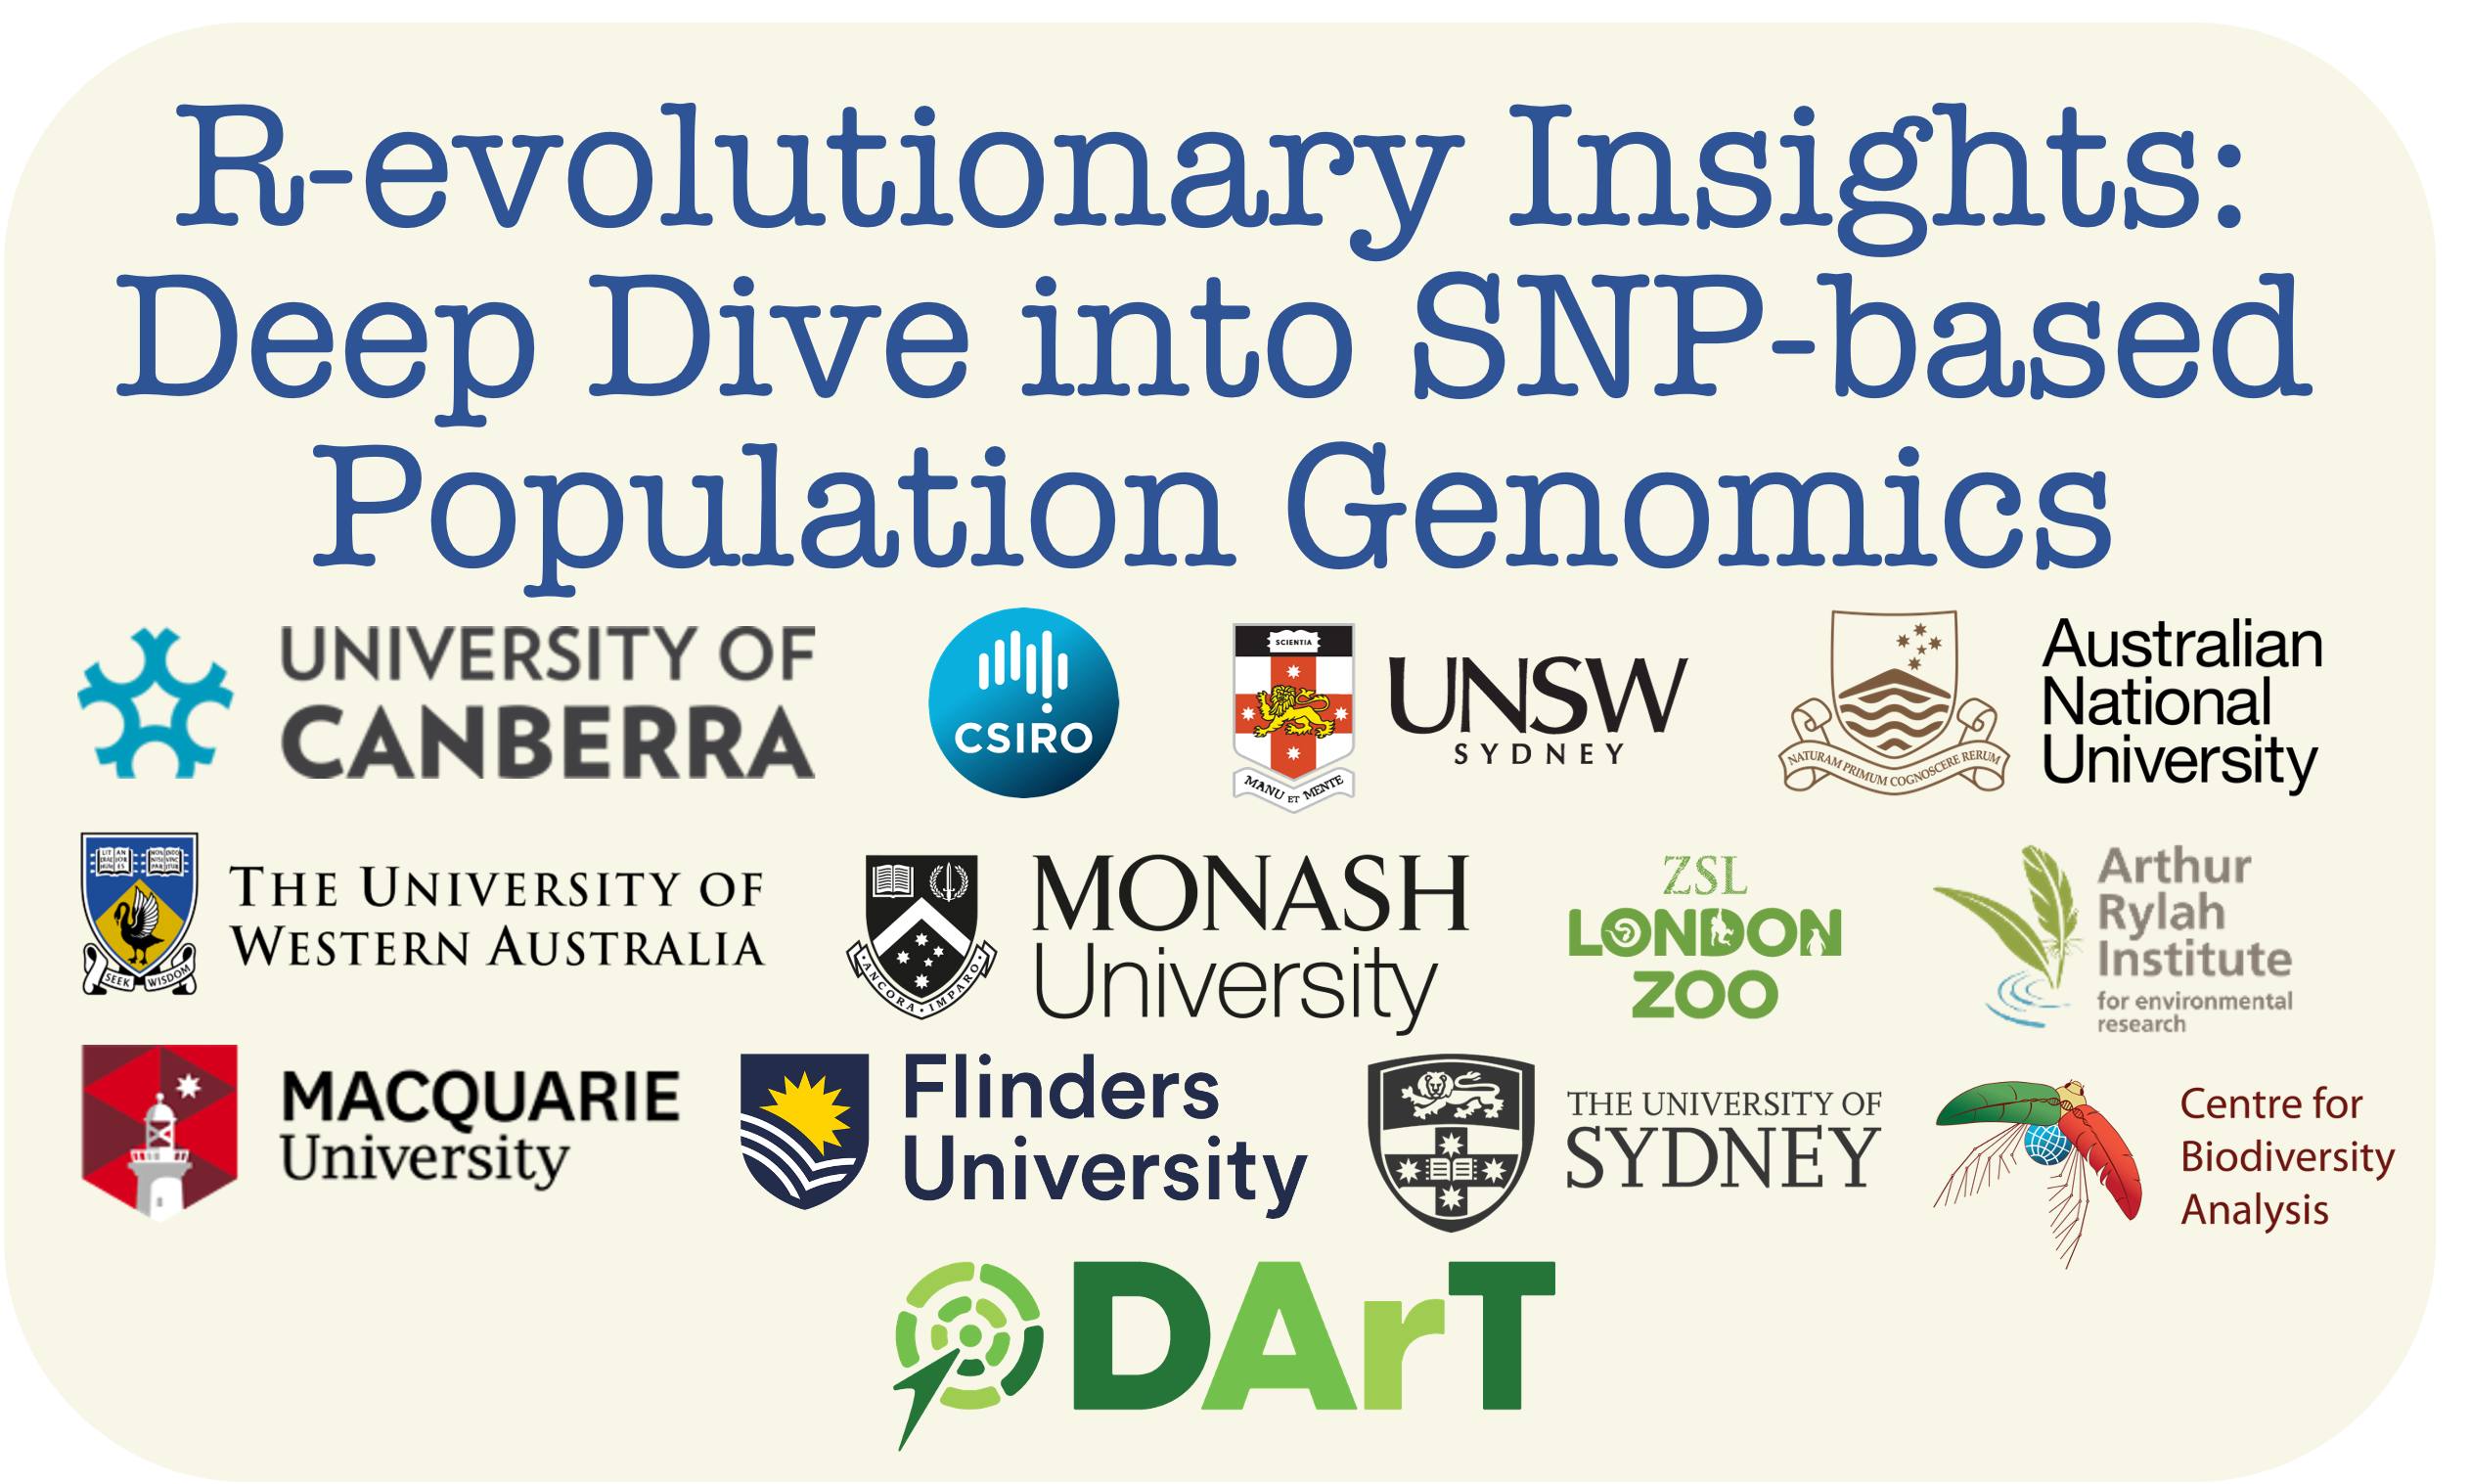 R-evolutionary Insights:
Deep Dive into SNP-based
Population Genomics
UNIVERSITY OF
CANBERRA
CSIRO
SCIENTIA
MANU ET MENTE
UNSW
SYDNEY
NATURAM PRIMUM COGNOSCERE RERUM
Australian
National
University
SEEK WISDOM
THE UNIVERSITY OF
WESTERN AUSTRALIA
ANCORA · IMPARO
MONASH
University
ZSL
LONDON
ZOO
Arthur
Rylah
Institute
for environmental
research
MACQUARIE
University
Flinders
University
THE UNIVERSITY OF
SYDNEY
Centre for
Biodiversity
Analysis
DArT